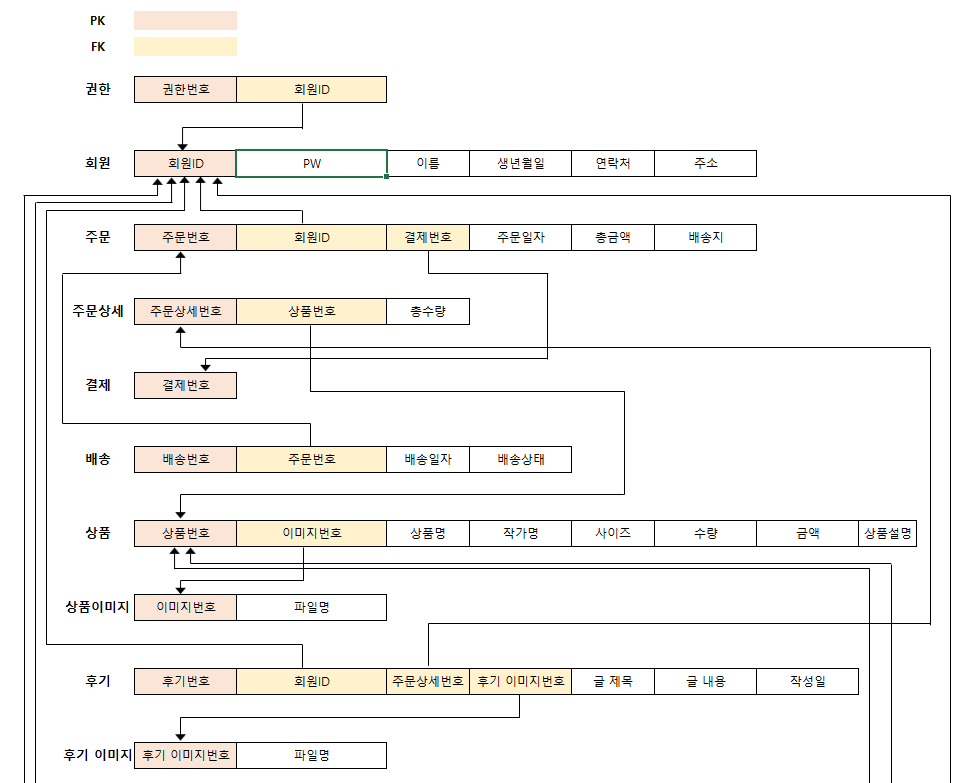 PK
FK
권한 권한번호 회원ID
회원 회원ID PW 이름 생년월일 연락처 주소
주문 주문번호 회원ID 결제번호 주문일자 총금액 배송지
주문상세 주문상세번호 상품번호 총수량
결제 결제번호
배송 배송번호 주문번호 배송일자 배송상태
상품 상품번호 이미지번호 상품명 작가명 사이즈 수량 금액 상품설명
상품이미지 이미지번호 파일명
후기 후기번호 회원ID 주문상세번호 후기 이미지번호 글 제목 글 내용 작성일
후기 이미지 후기 이미지번호 파일명